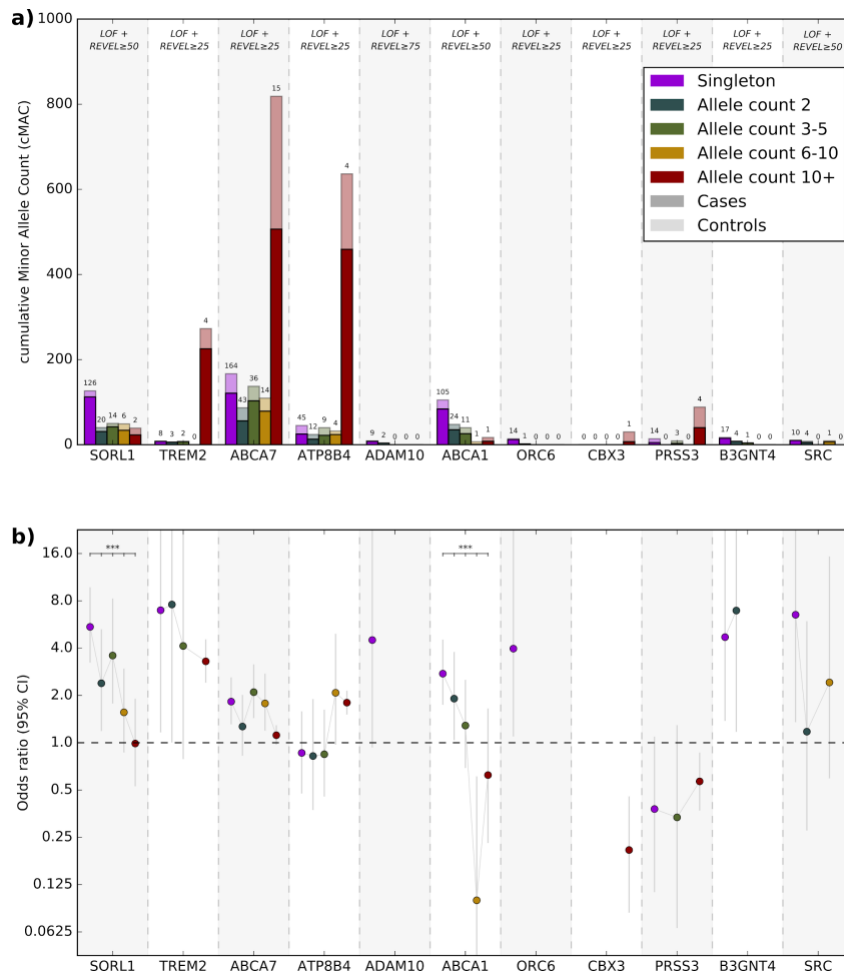 a)
LOF + LOF + LOF + LOF + LOF + LOF + LOF + LOF + LOF + LOF + LOF +
REVEL≥50 REVEL≥25 REVEL≥25 REVEL≥25 REVEL≥75 REVEL≥50 REVEL≥25 REVEL≥25 REVEL≥25 REVEL≥25 REVEL≥50
cumulative Minor Allele Count (cMAC)
1000
800
600
400
200
0
Singleton
Allele count 2
Allele count 3-5
Allele count 6-10
Allele count 10+
Cases
Controls
126 20 14 6 2
8 3 2 0 4
164 43 36 14 15
45 12 9 4 4
9 2 0 0 0
105 24 11 1 1
14 1 0 0 0
0 0 0 0 1
14 0 3 0 4
17 4 1 0 0
10 4 0 1 0
SORL1 TREM2 ABCA7 ATP8B4 ADAM10 ABCA1 ORC6 CBX3 PRSS3 B3GNT4 SRC
b)
Odds ratio (95% CI)
16.0
8.0
4.0
2.0
1.0
0.5
0.25
0.125
0.0625
*** ***
SORL1 TREM2 ABCA7 ATP8B4 ADAM10 ABCA1 ORC6 CBX3 PRSS3 B3GNT4 SRC